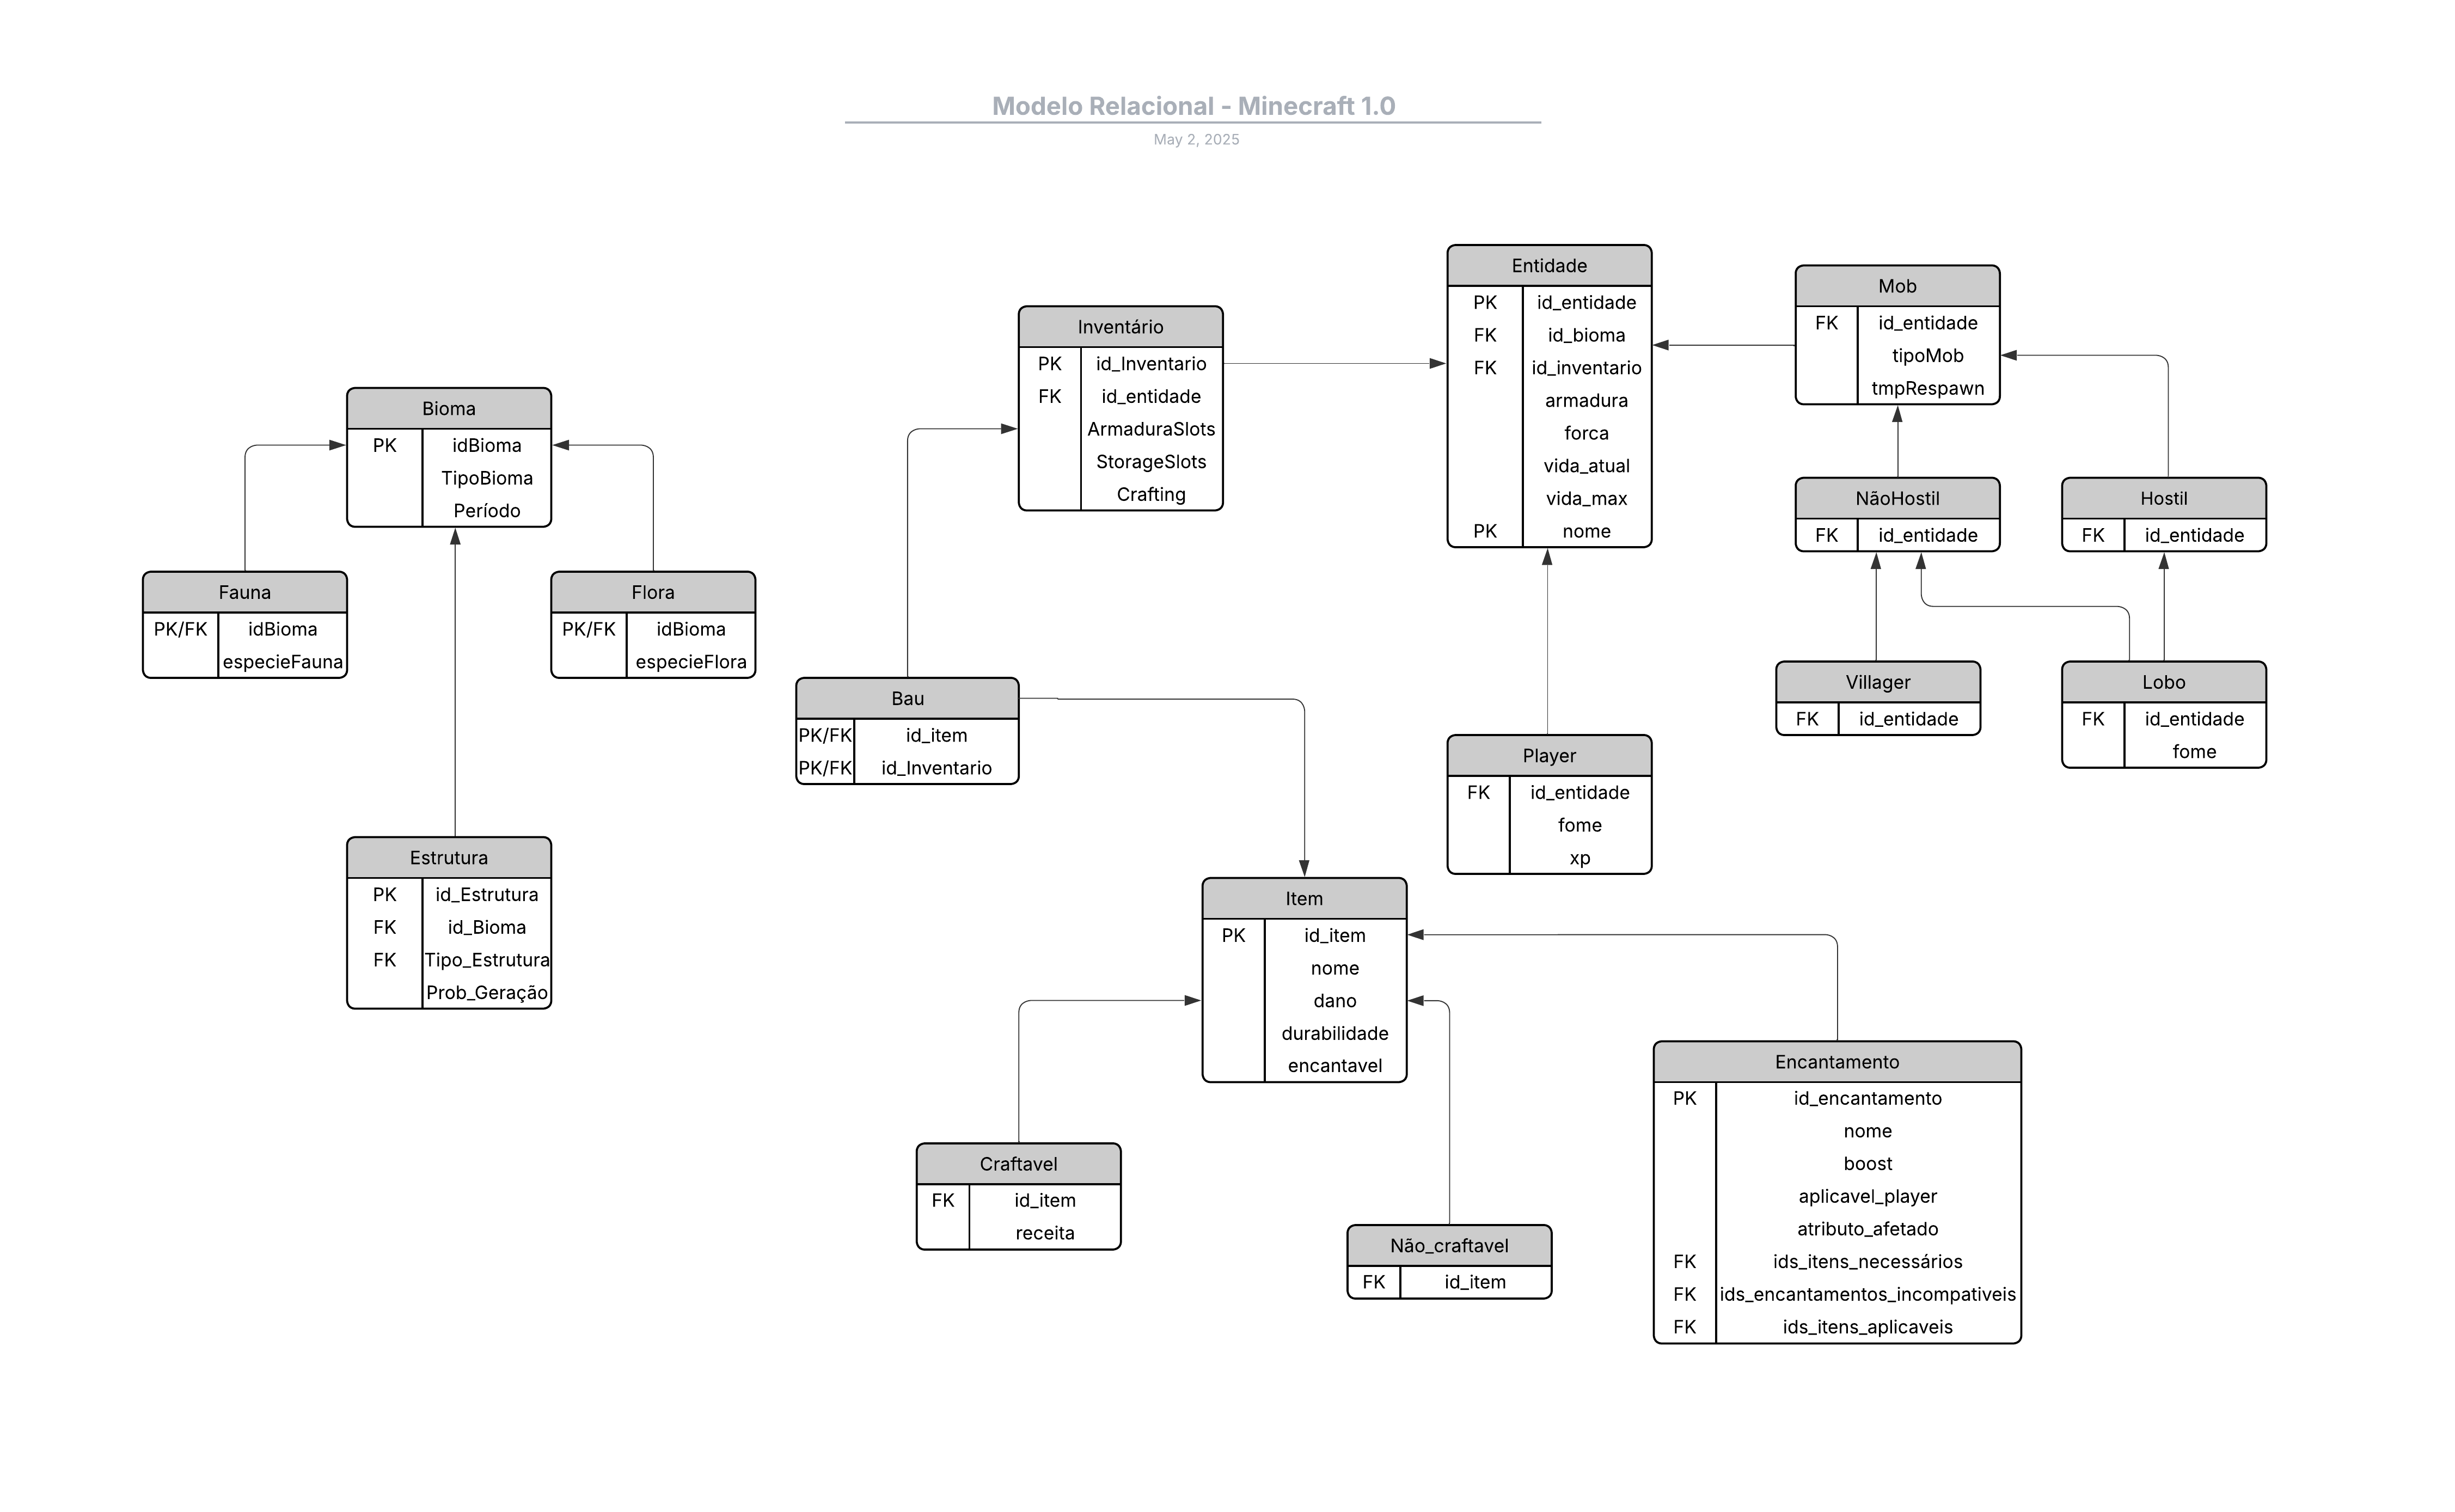 Modelo Relacional - Minecraft 1.0
May 2, 2025
Bioma
PK idBioma
TipoBioma
Período
Fauna
PK/FK idBioma
especieFauna
Flora
PK/FK idBioma
especieFlora
Estrutura
PK id_Estrutura
FK id_Bioma
FK Tipo_Estrutura
Prob_Geração
Inventário
PK id_Inventario
FK id_entidade
ArmaduraSlots
StorageSlots
Crafting
Bau
PK/FK id_item
PK/FK id_Inventario
Entidade
PK id_entidade
FK id_bioma
FK id_inventario
armadura
forca
vida_atual
vida_max
PK nome
Mob
FK id_entidade
tipoMob
tmpRespawn
NãoHostil
FK id_entidade
Hostil
FK id_entidade
Villager
FK id_entidade
Lobo
FK id_entidade
fome
Player
FK id_entidade
fome
xp
Item
PK id_item
nome
dano
durabilidade
encantavel
Craftavel
FK id_item
receita
Não_craftavel
FK id_item
Encantamento
PK id_encantamento
nome
boost
aplicavel_player
atributo_afetado
FK ids_itens_necessários
FK ids_encantamentos_incompativeis
FK ids_itens_aplicaveis